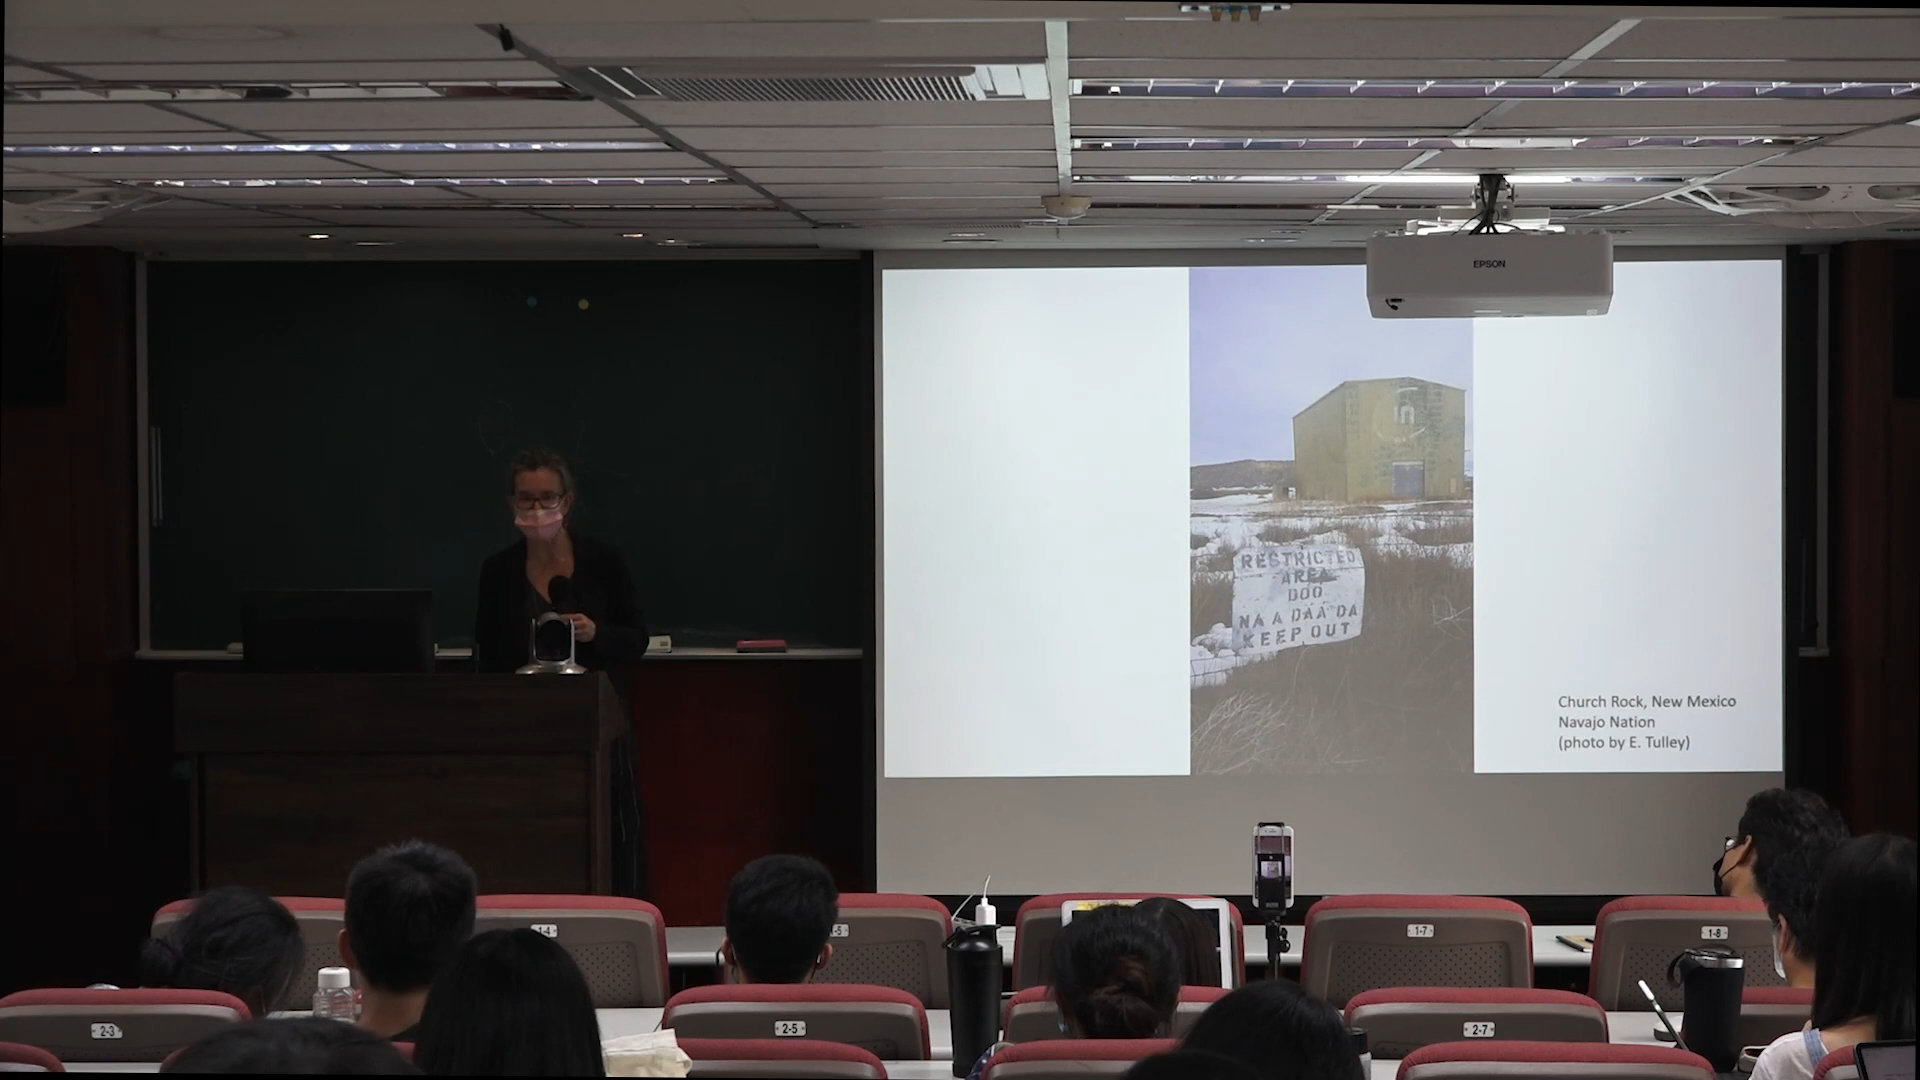 EPSON
RESTRICTED
AREA
DOO
NA A DAA DA
KEEP OUT
Church Rock, New Mexico
Navajo Nation
(photo by E. Tulley)
1-4
-5
1-7
1-8
2-3
2-5
2-7